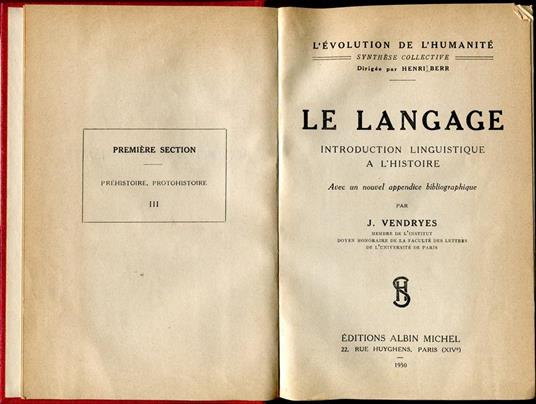 PREMIÈRE SECTION
PRÉHISTOIRE, PROTOHISTOIRE
III
L'ÉVOLUTION DE L'HUMANITÉ
SYNTHÈSE COLLECTIVE
Dirigée par HENRI BERR
LE LANGAGE
INTRODUCTION LINGUISTIQUE
A L'HISTOIRE
Avec un nouvel appendice bibliographique
PAR
J. VENDRYES
MEMBRE DE L'INSTITUT
DOYEN HONORAIRE DE LA FACULTÉ DES LETTRES
DE L'UNIVERSITÉ DE PARIS
SH
ÉDITIONS ALBIN MICHEL
22, RUE HUYGHENS, PARIS (XIVe)
1950